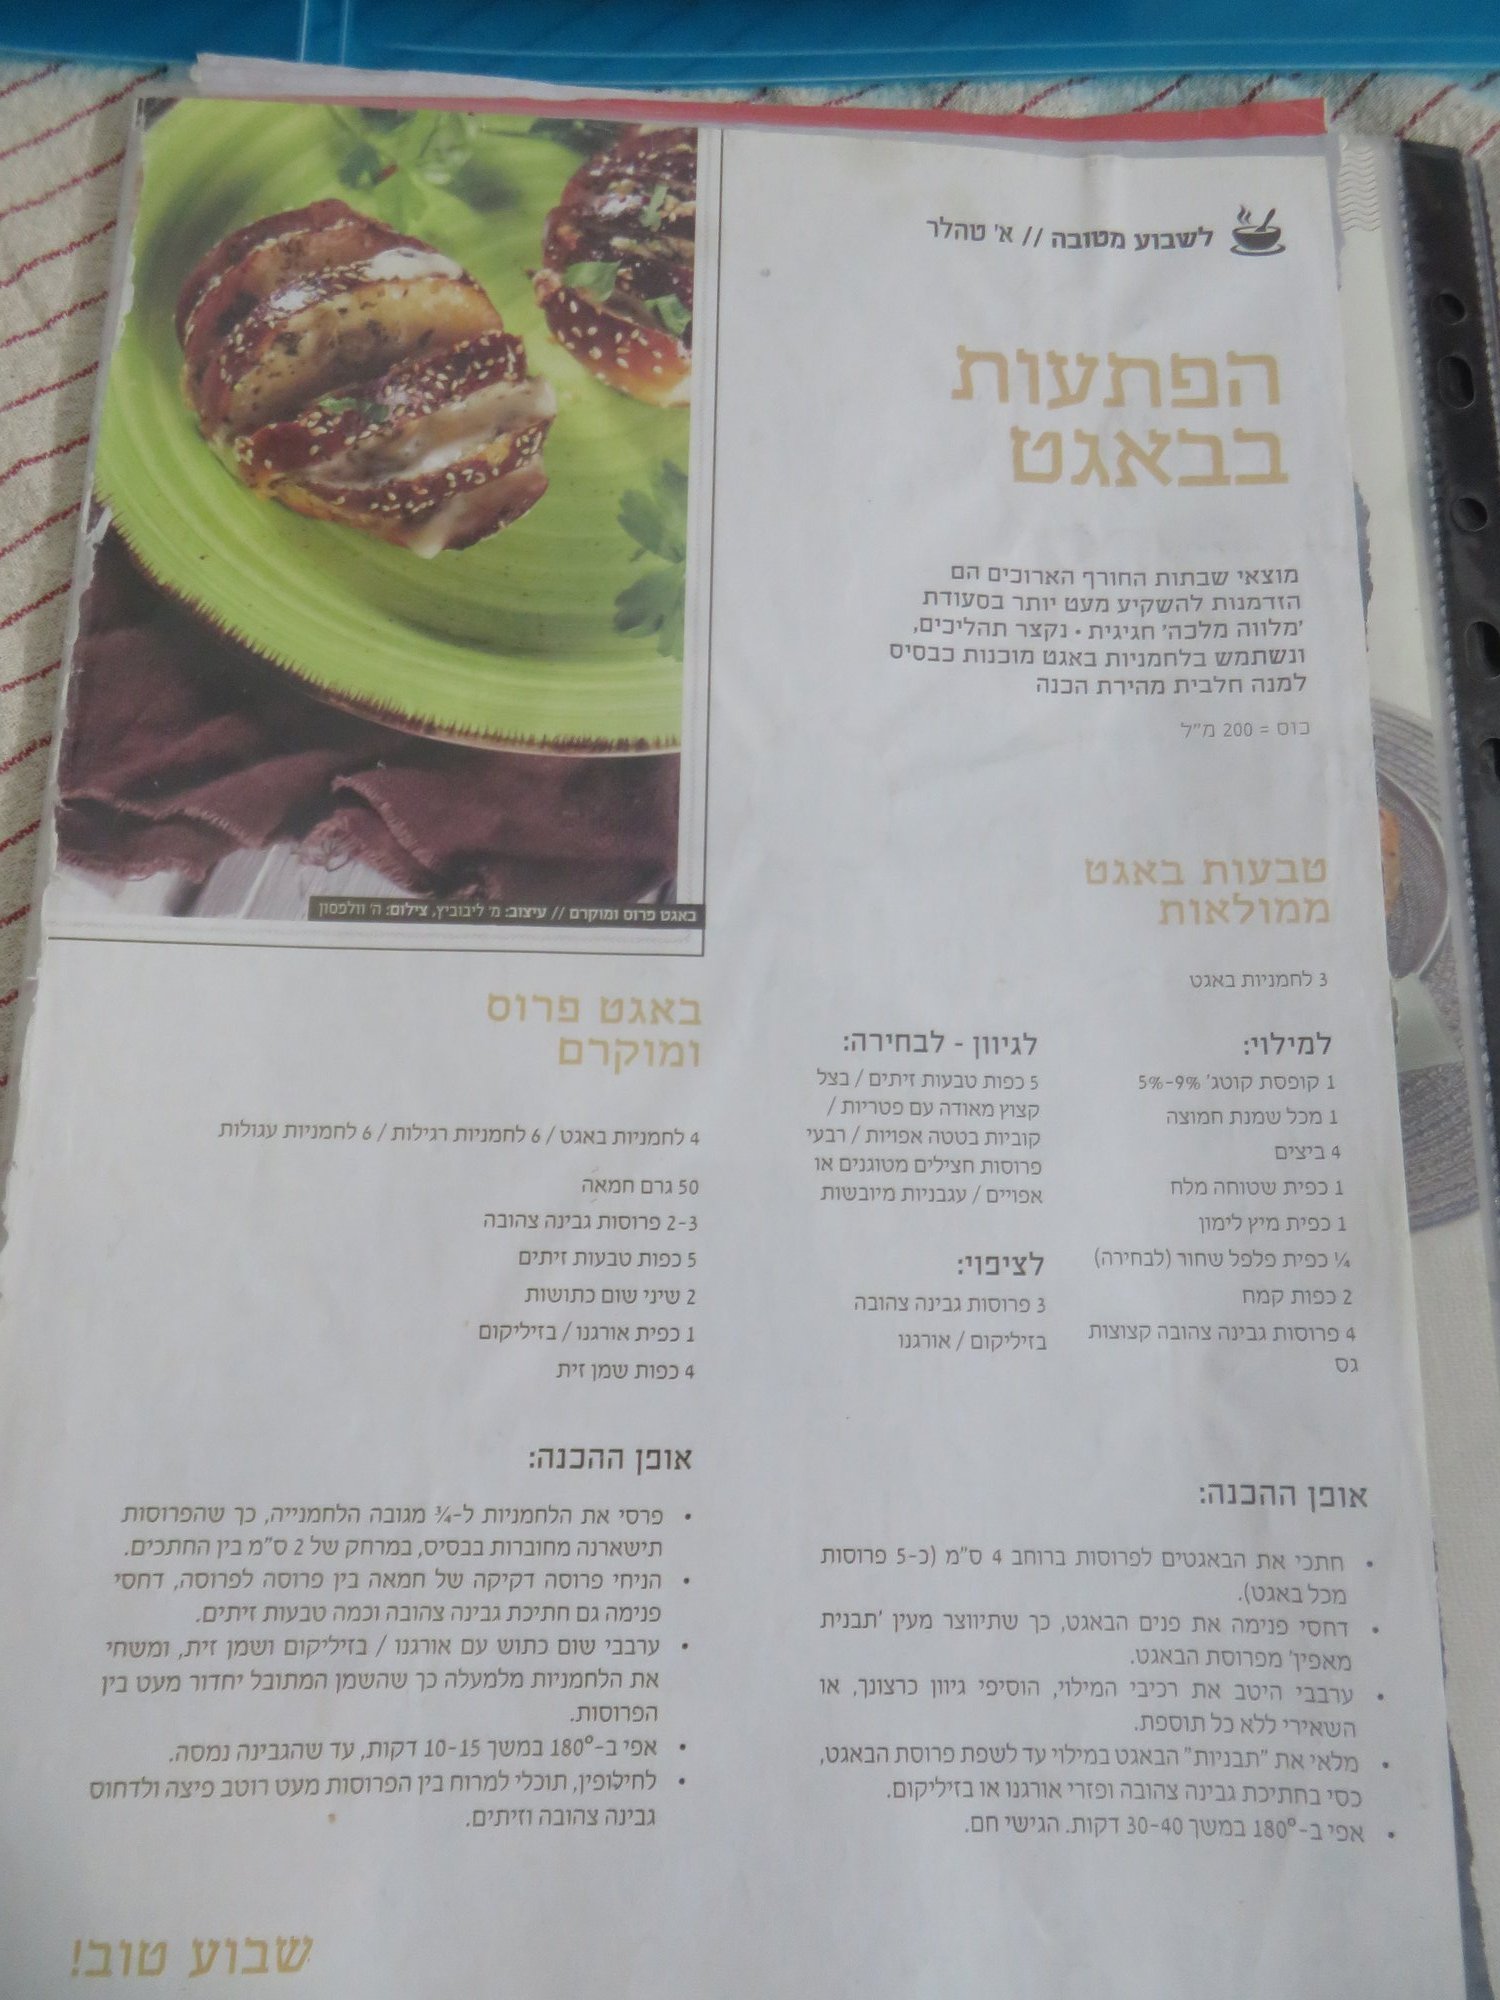 לשבוע מטובה // א' טהלר
הפתעות
בבאגט
מוצאי שבתות החורף הארוכים הם
הזדמנות להשקיע מעט יותר בסעודת
'מלווה מלכה' חגיגית • נקצר תהליכים,
ונשתמש בלחמניות באגט מוכנות כבסיס
למנה חלבית מהירת הכנה
כוס = 200 מ"ל
טבעות באגט
ממולאות
3 לחמניות באגט
למילוי:
1 קופסת קוטג' 5%-9%
1 מכל שמנת חמוצה
4 ביצים
1 כפית שטוחה מלח
1 כפית מיץ לימון
¼ כפית פלפל שחור (לבחירה)
2 כפות קמח
4 פרוסות גבינה צהובה קצוצות
גס
לגיוון - לבחירה:
5 כפות טבעות זיתים / בצל
קצוץ מאודה עם פטריות /
קוביות בטטה אפויות / רבעי
פרוסות חצילים מטוגנים או
אפויים / עגבניות מיובשות
לציפוי:
3 פרוסות גבינה צהובה
בזיליקום / אורגנו
אופן ההכנה:
• חתכי את הבאגטים לפרוסות ברוחב 4 ס"מ (כ-5 פרוסות
מכל באגט).
• דחסי פנימה את פנים הבאגט, כך שתיווצר מעין 'תבנית
מאפין' מפרוסת הבאגט.
• ערבבי היטב את רכיבי המילוי, הוסיפי גיוון כרצונך, או
השאירי ללא כל תוספת.
• מלאי את "תבניות" הבאגט במילוי עד לשפת פרוסת הבאגט,
כסי בחתיכת גבינה צהובה ופזרי אורגנו או בזיליקום.
• אפי ב-180° במשך 30-40 דקות. הגישי חם.
באגט פרוס ומוקרם // עיצוב: מ' ליבוביץ, צילום: ה' וולפסון
באגט פרוס
ומוקרם
4 לחמניות באגט / 6 לחמניות רגילות / 6 לחמניות עגולות
50 גרם חמאה
2-3 פרוסות גבינה צהובה
5 כפות טבעות זיתים
2 שיני שום כתושות
1 כפית אורגנו / בזיליקום
4 כפות שמן זית
אופן ההכנה:
• פרסי את הלחמניות ל-¾ מגובה הלחמנייה, כך שהפרוסות
תישארנה מחוברות בבסיס, במרחק של 2 ס"מ בין החתכים.
• הניחי פרוסה דקיקה של חמאה בין פרוסה לפרוסה, דחסי
פנימה גם חתיכת גבינה צהובה וכמה טבעות זיתים.
• ערבבי שום כתוש עם אורגנו / בזיליקום ושמן זית, ומשחי
את הלחמניות מלמעלה כך שהשמן המתובל יחדור מעט בין
הפרוסות.
• אפי ב-180° במשך 10-15 דקות, עד שהגבינה נמסה.
• לחילופין, תוכלי למרוח בין הפרוסות מעט רוטב פיצה ולדחוס
גבינה צהובה וזיתים.
שבוע טוב!